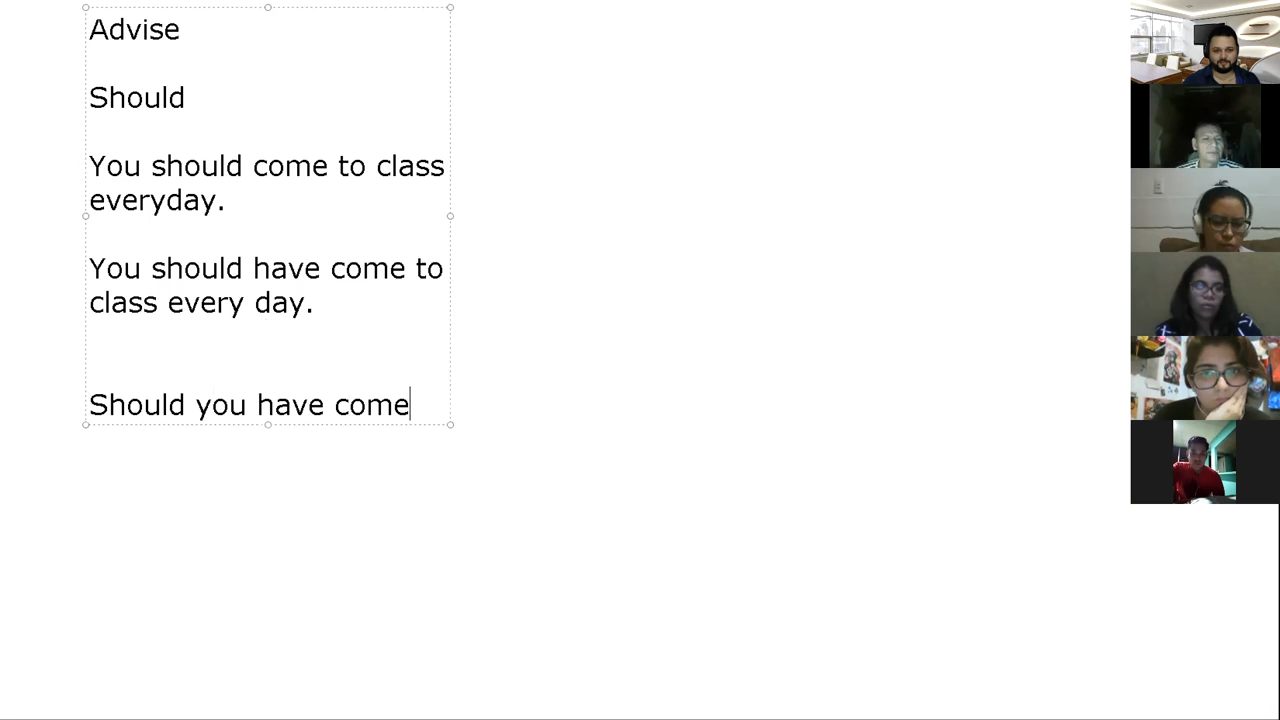 Advise
Should
You should come to class
everyday.
You should have come to
class every day.
Should you have come